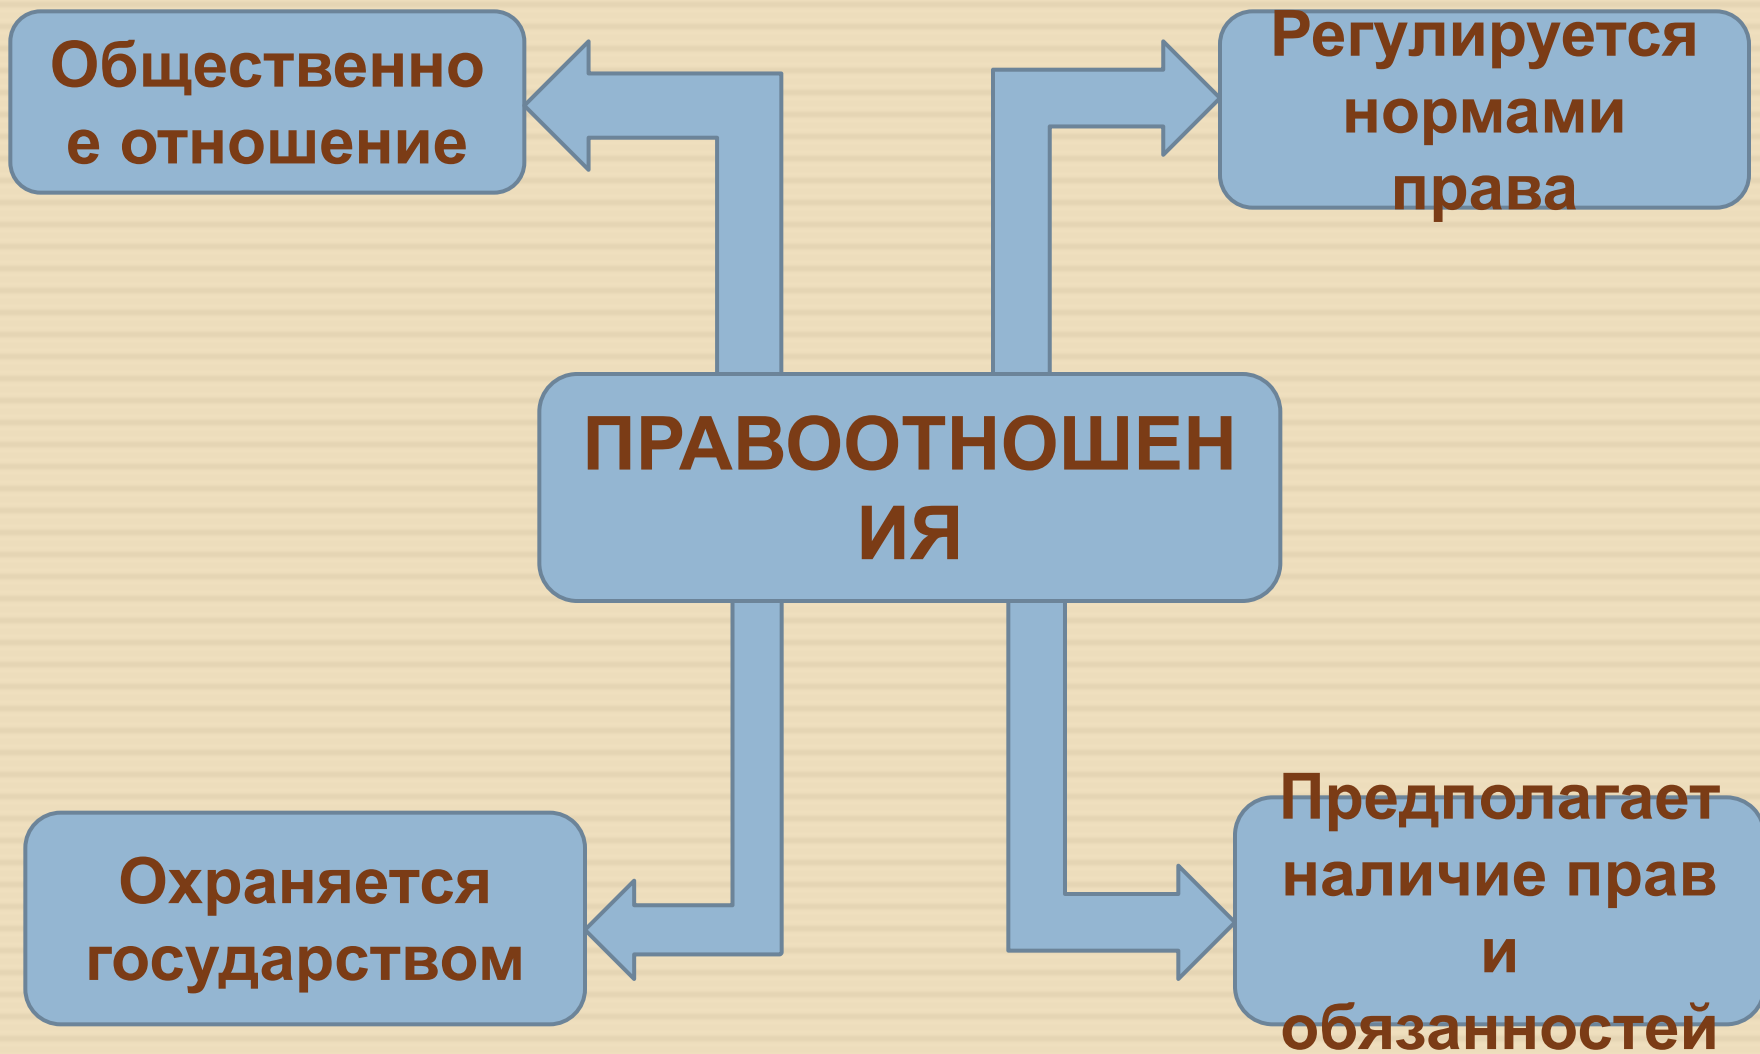 Общественно
е отношение
Регулируется
нормами
права
ПРАВООТНОШЕН
ИЯ
Охраняется
государством
Предполагает
наличие прав
и
обязанностей